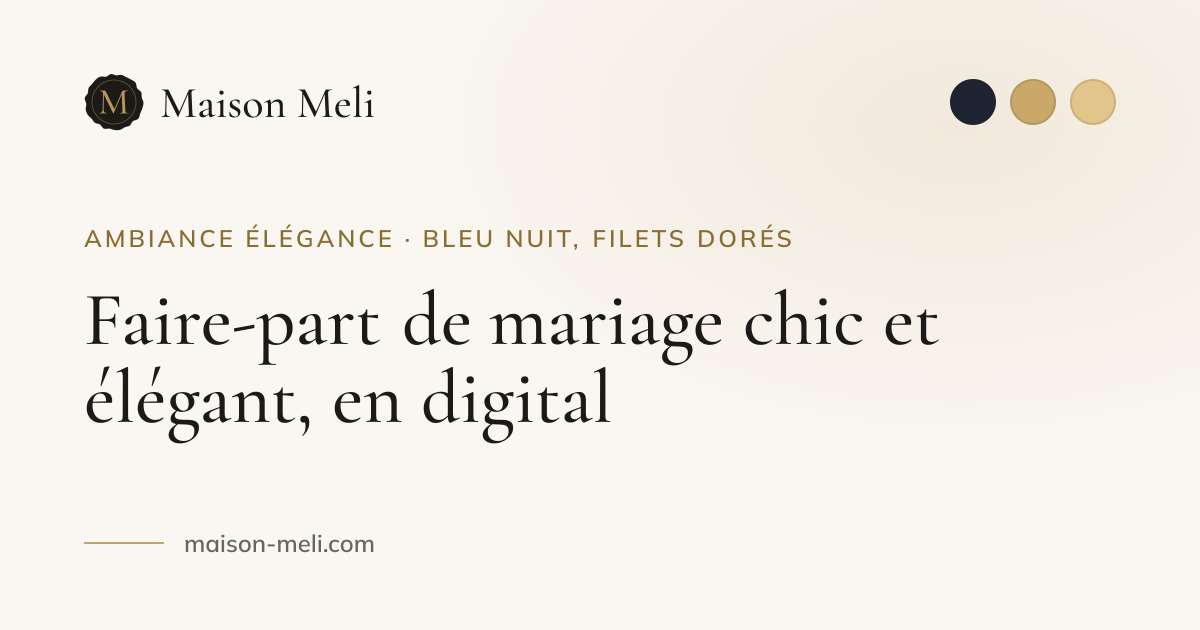 M
Maison Meli
AMBIANCE ÉLÉGANCE · BLEU NUIT, FILETS DORÉS
Faire-part de mariage chic et
élégant, en digital
maison-meli.com